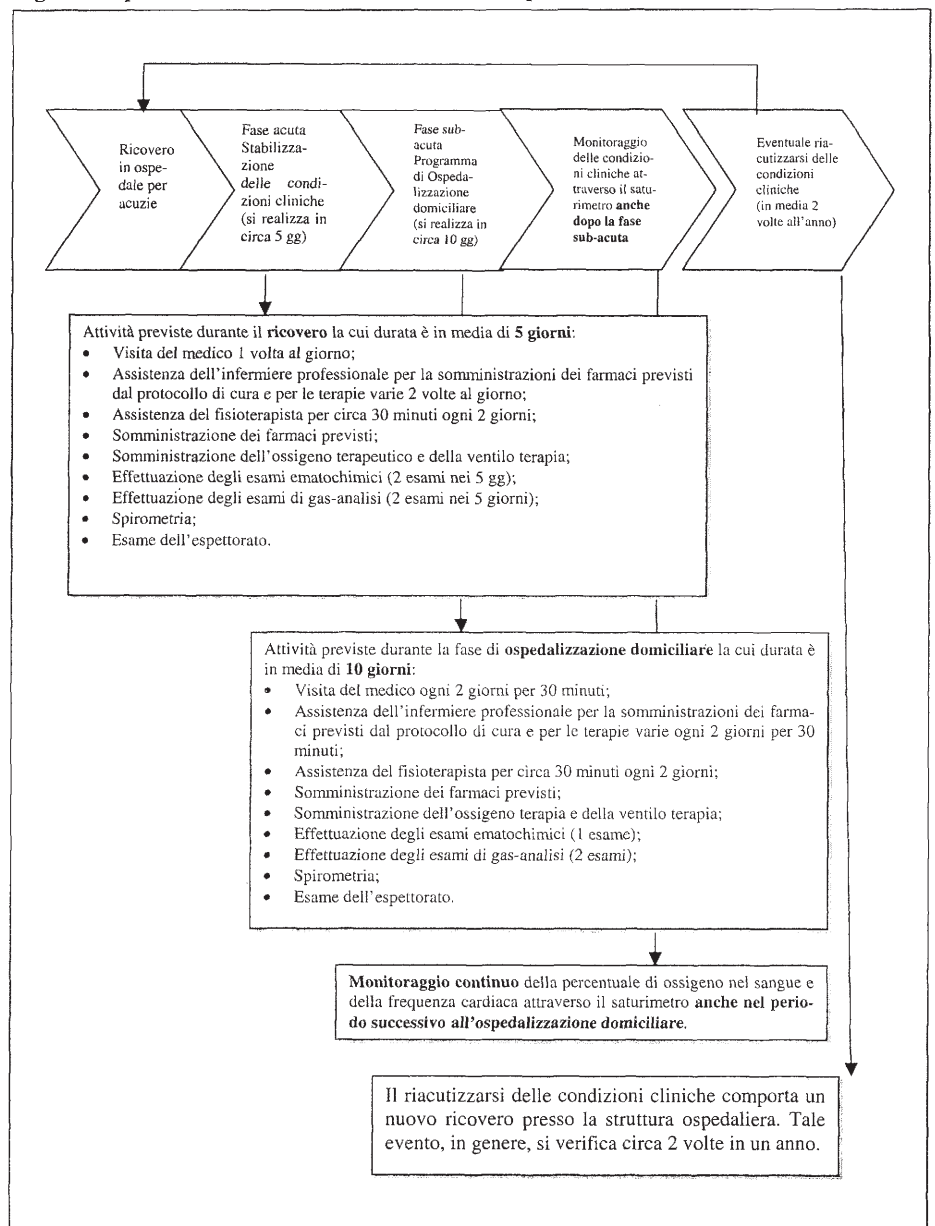 Ricovero
in ospe-
dale per
acuzie
Fase acuta
Stabilizza-
zione
delle condi-
zioni cliniche
(si realizza in
circa 5 gg)
Fase sub-
acuta
Programma
di Ospeda-
lizzazione
domiciliare
(si realizza in
circa 10 gg)
Monitoraggio
delle condizio-
ni cliniche at-
traverso il satu-
rimetro anche
dopo la fase
sub-acuta
Eventuale ria-
cutizzarsi delle
condizioni
cliniche
(in media 2
volte all'anno)
Attività previste durante il ricovero la cui durata è in media di 5 giorni:
• Visita del medico 1 volta al giorno;
• Assistenza dell'infermiere professionale per la somministrazioni dei farmaci previsti
dal protocollo di cura e per le terapie varie 2 volte al giorno;
• Assistenza del fisioterapista per circa 30 minuti ogni 2 giorni;
• Somministrazione dei farmaci previsti;
• Somministrazione dell'ossigeno terapeutico e della ventilo terapia;
• Effettuazione degli esami ematochimici (2 esami nei 5 gg);
• Effettuazione degli esami di gas-analisi (2 esami nei 5 giorni);
• Spirometria;
• Esame dell'espettorato.
Attività previste durante la fase di ospedalizzazione domiciliare la cui durata è
in media di 10 giorni:
• Visita del medico ogni 2 giorni per 30 minuti;
• Assistenza dell'infermiere professionale per la somministrazioni dei farma-
ci previsti dal protocollo di cura e per le terapie varie ogni 2 giorni per 30
minuti;
• Assistenza del fisioterapista per circa 30 minuti ogni 2 giorni;
• Somministrazione dei farmaci previsti;
• Somministrazione dell'ossigeno terapia e della ventilo terapia;
• Effettuazione degli esami ematochimici (1 esame);
• Effettuazione degli esami di gas-analisi (2 esami);
• Spirometria;
• Esame dell'espettorato.
Monitoraggio continuo della percentuale di ossigeno nel sangue e
della frequenza cardiaca attraverso il saturimetro anche nel perio-
do successivo all'ospedalizzazione domiciliare.
Il riacutizzarsi delle condizioni cliniche comporta un
nuovo ricovero presso la struttura ospedaliera. Tale
evento, in genere, si verifica circa 2 volte in un anno.